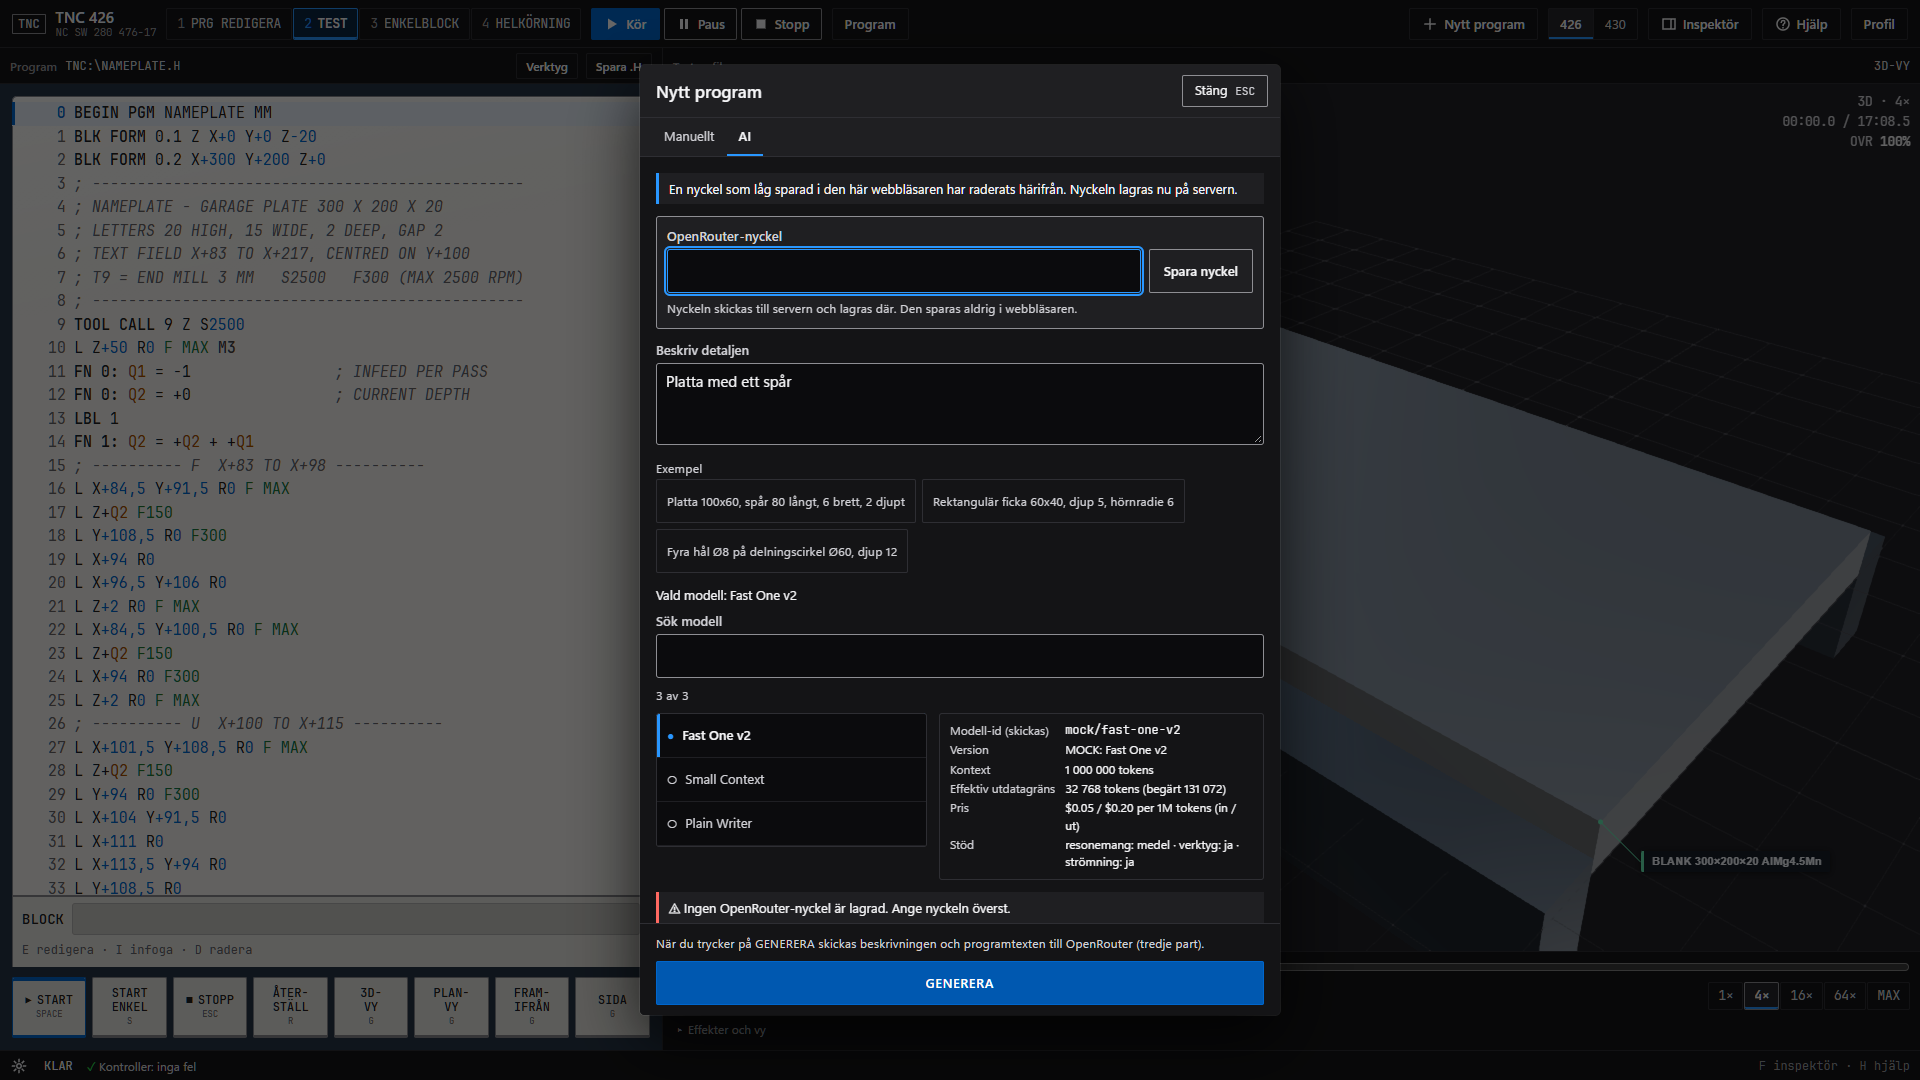 TNC TNC 426 NC SW 280 476-17 1 PRG REDIGERA 2 TEST 3 ENKELBLOCK 4 HELKÖRNING Kör Paus Stopp Program Nytt program 426 430 Inspektör Hjälp Profil
Program TNC:\NAMEPLATE.H Verktyg Spara .H 3D-VY
0 BEGIN PGM NAMEPLATE MM
1 BLK FORM 0.1 Z X+0 Y+0 Z-20
2 BLK FORM 0.2 X+300 Y+200 Z+0
3 ; ------------------------------------------------
4 ; NAMEPLATE - GARAGE PLATE 300 X 200 X 20
5 ; LETTERS 20 HIGH, 15 WIDE, 2 DEEP, GAP 2
6 ; TEXT FIELD X+83 TO X+217, CENTRED ON Y+100
7 ; T9 = END MILL 3 MM   S2500   F300 (MAX 2500 RPM)
8 ; ------------------------------------------------
9 TOOL CALL 9 Z S2500
10 L Z+50 R0 F MAX M3
11 FN 0: Q1 = -1 ; INFEED PER PASS
12 FN 0: Q2 = +0 ; CURRENT DEPTH
13 LBL 1
14 FN 1: Q2 = +Q2 + +Q1
15 ; ---------- F  X+83 TO X+98 ----------
16 L X+84,5 Y+91,5 R0 F MAX
17 L Z+Q2 F150
18 L Y+108,5 R0 F300
19 L X+94 R0
20 L X+96,5 Y+106 R0
21 L Z+2 R0 F MAX
22 L X+84,5 Y+100,5 R0 F MAX
23 L Z+Q2 F150
24 L X+94 R0 F300
25 L Z+2 R0 F MAX
26 ; ---------- U  X+100 TO X+115 ----------
27 L X+101,5 Y+108,5 R0 F MAX
28 L Z+Q2 F150
29 L Y+94 R0 F300
30 L X+104 Y+91,5 R0
31 L X+111 R0
32 L X+113,5 Y+94 R0
33 L Y+108,5 R0
BLOCK
E redigera · I infoga · D radera
START SPACE
START ENKEL S
STOPP ESC
ÅTER-STÄLL R
3D-VY G
PLAN-VY G
FRAM-IFRÅN G
SIDA G
KLAR ✓ Kontroller: inga fel
Nytt program
Stäng ESC
Manuellt AI
En nyckel som låg sparad i den här webbläsaren har raderats härifrån. Nyckeln lagras nu på servern.
OpenRouter-nyckel
Spara nyckel
Nyckeln skickas till servern och lagras där. Den sparas aldrig i webbläsaren.
Beskriv detaljen
Platta med ett spår
Exempel
Platta 100x60, spår 80 långt, 6 brett, 2 djupt
Rektangulär ficka 60x40, djup 5, hörnradie 6
Fyra hål Ø8 på delningscirkel Ø60, djup 12
Vald modell: Fast One v2
Sök modell
3 av 3
Fast One v2
Small Context
Plain Writer
Modell-id (skickas) mock/fast-one-v2
Version MOCK: Fast One v2
Kontext 1 000 000 tokens
Effektiv utdatagräns 32 768 tokens (begärt 131 072)
Pris $0.05 / $0.20 per 1M tokens (in /
ut)
Stöd resonemang: medel · verktyg: ja ·
strömning: ja
⚠ Ingen OpenRouter-nyckel är lagrad. Ange nyckeln överst.
När du trycker på GENERERA skickas beskrivningen och programtexten till OpenRouter (tredje part).
GENERERA
3D · 4×
00:00.0 / 17:08.5
OVR 100%
BLANK 300×200×20 AlMg4.5Mn
1× 4× 16× 64× MAX
Effekter och vy
F inspektör · H hjälp